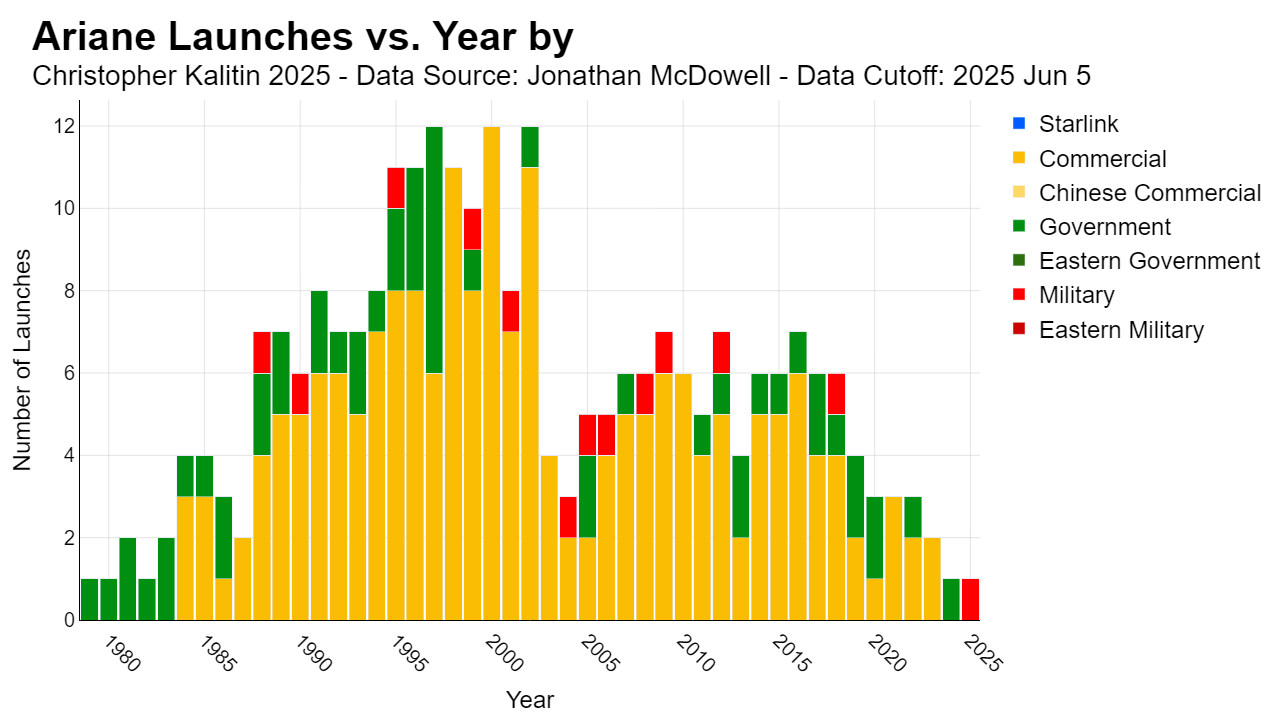 Ariane Launches vs. Year by
Christopher Kalitin 2025 - Data Source: Jonathan McDowell - Data Cutoff: 2025 Jun 5
Starlink
Commercial
Chinese Commercial
Government
Eastern Government
Military
Eastern Military
Number of Launches
12
10
8
6
4
2
0
1980
1985
1990
1995
2000
2005
2010
2015
2020
2025
Year